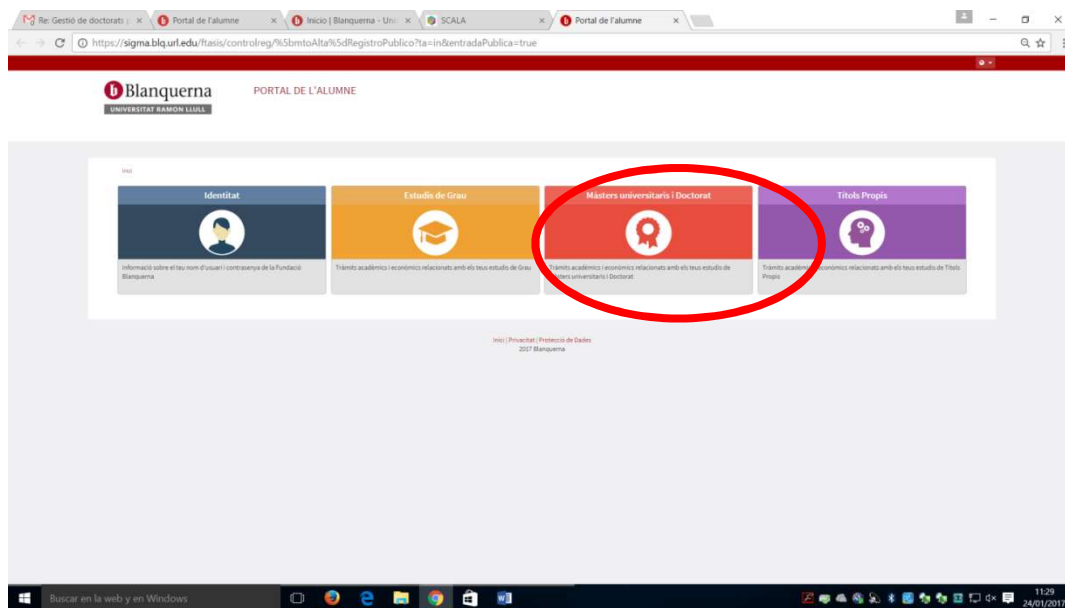 Re: Gestió de doctorats
Portal de l'alumne
Inicio | Blanquerna - Uni
SCALA
Portal de l'alumne
https://sigma.blq.url.edu/ftasis/controlreg/%5bmtoAlta%5dRegistroPublico?ta=in&entradaPublica=true
Blanquerna
UNIVERSITAT RAMON LLULL
PORTAL DE L'ALUMNE
Inici
Identitat
Informació sobre el teu nom d'usuari i contrasenya de la Fundació
Blanquerna
Estudis de Grau
Tràmits acadèmics i econòmics relacionats amb els teus estudis de Grau
Màsters universitaris i Doctorat
Tràmits acadèmics i econòmics relacionats amb els teus estudis de
Màsters universitaris i Doctorat
Títols Propis
Tràmits acadèmics i econòmics relacionats amb els teus estudis de Títols
Propis
Inici | Privacitat | Protecció de Dades
2017 Blanquerna
Buscar en la web y en Windows
11:29
24/01/2017